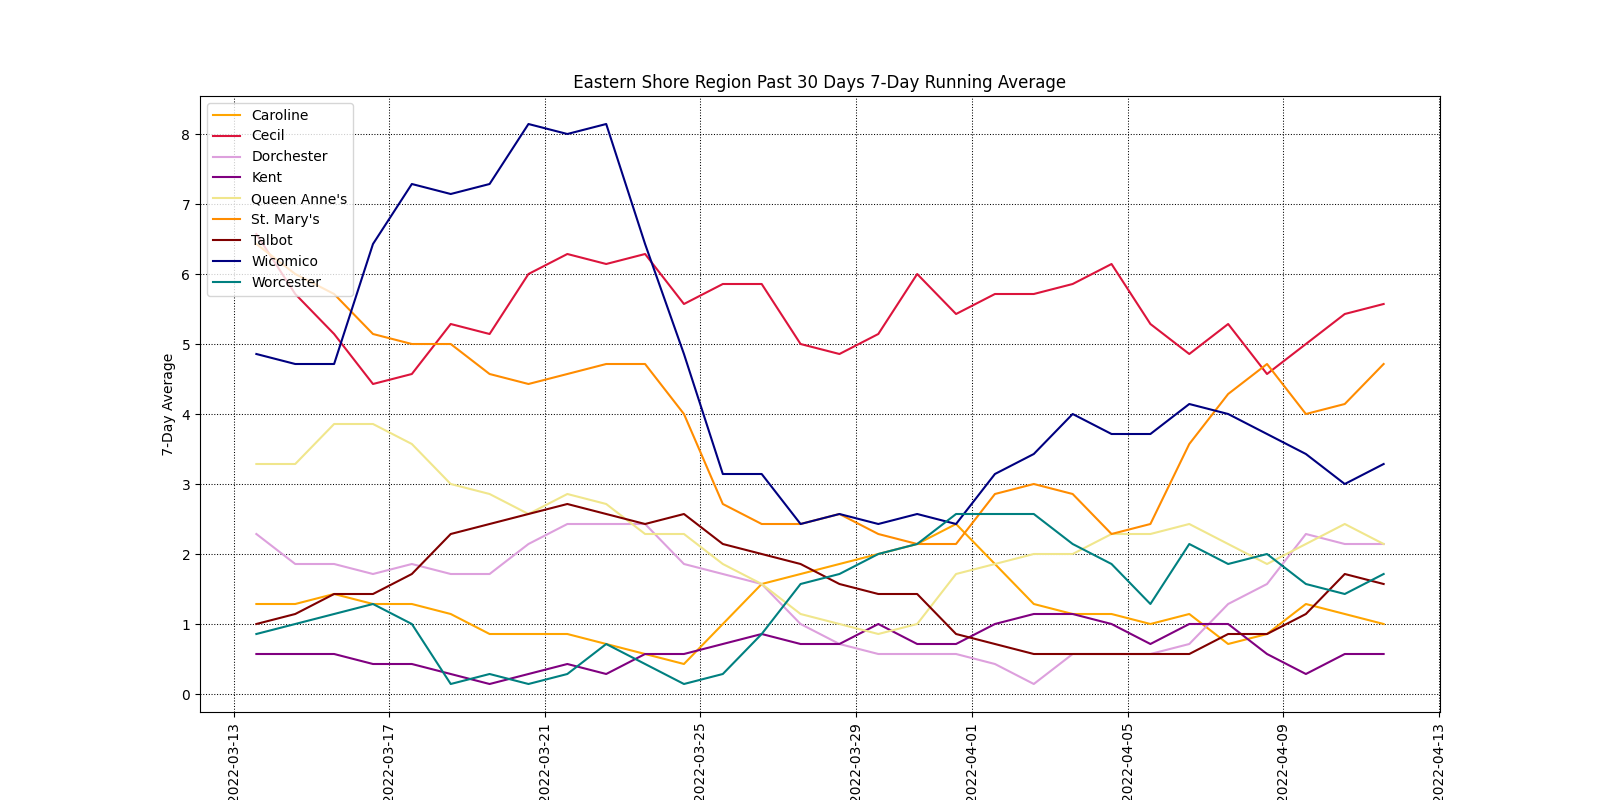 Eastern Shore Region Past 30 Days 7-Day Running Average
Caroline
Cecil
Dorchester
Kent
Queen Anne's
St. Mary's
Talbot
Wicomico
Worcester
7-Day Average
8
7
6
5
4
3
2
1
0
2022-03-13
2022-03-17
2022-03-21
2022-03-25
2022-03-29
2022-04-01
2022-04-05
2022-04-09
2022-04-13